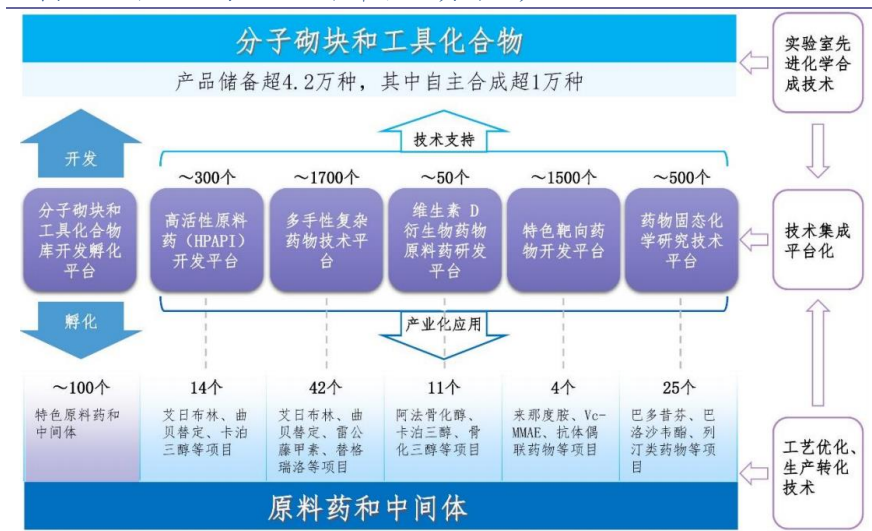 分子砌块和工具化合物
产品储备超4.2万种，其中自主合成超1万种
实验室先
进化学合
成技术
开发
技术支持
～300个
～1700个
～50个
～1500个
～500个
分子砌块和
工具化合物
库开发孵化
平台
高活性原料
药（HPAPI）
开发平台
多手性复杂
药物技术平
台
维生素 D
衍生物药物
原料药研发
平台
特色靶向药
物开发平台
药物固态化
学研究技术
平台
技术集成
平台化
孵化
产业化应用
～100个
14个
42个
11个
4个
25个
特色原料药和
中间体
艾日布林、曲
贝替定、卡泊
三醇等项目
艾日布林、曲
贝替定、雷公
藤甲素、替格
瑞洛等项目
阿法骨化醇、
卡泊三醇、骨
化三醇等项目
来那度胺、Vc-
MMAE、抗体偶
联药物等项目
巴多昔芬、巴
洛沙韦酯、列
汀类药物等项
目
工艺优化、
生产转化
技术
原料药和中间体